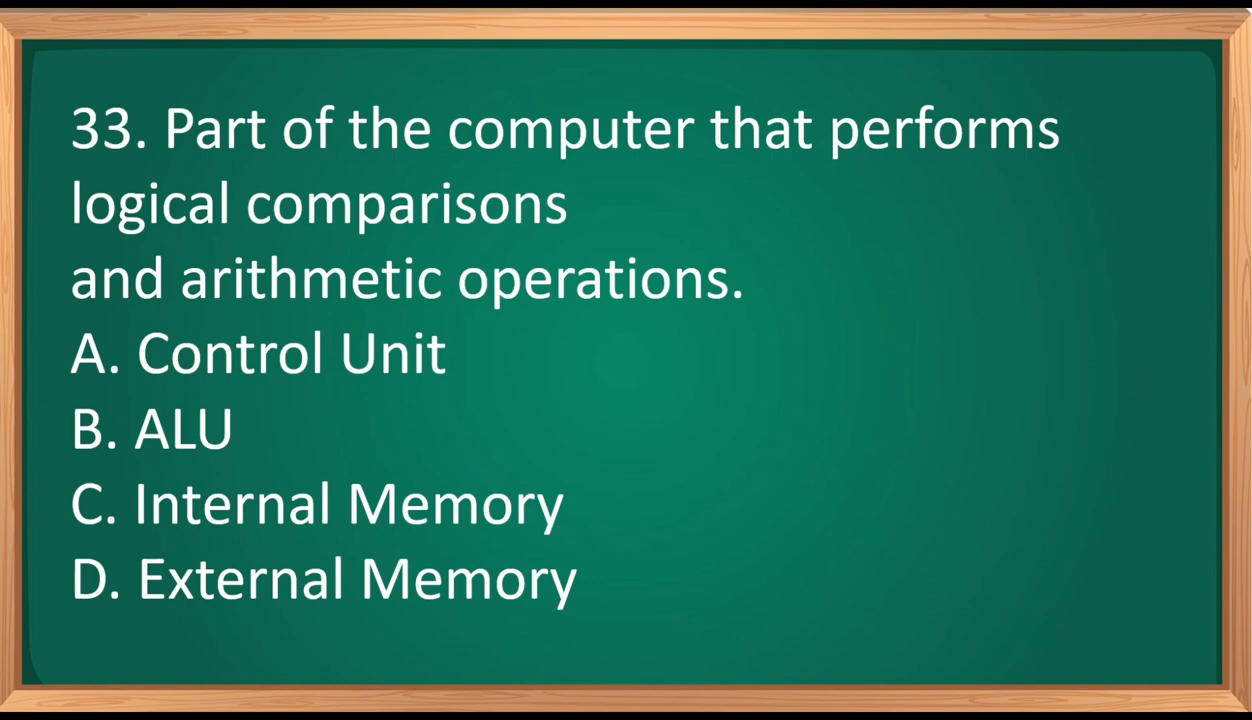 33. Part of the computer that performs
logical comparisons
and arithmetic operations.
A. Control Unit
B. ALU
C. Internal Memory
D. External Memory